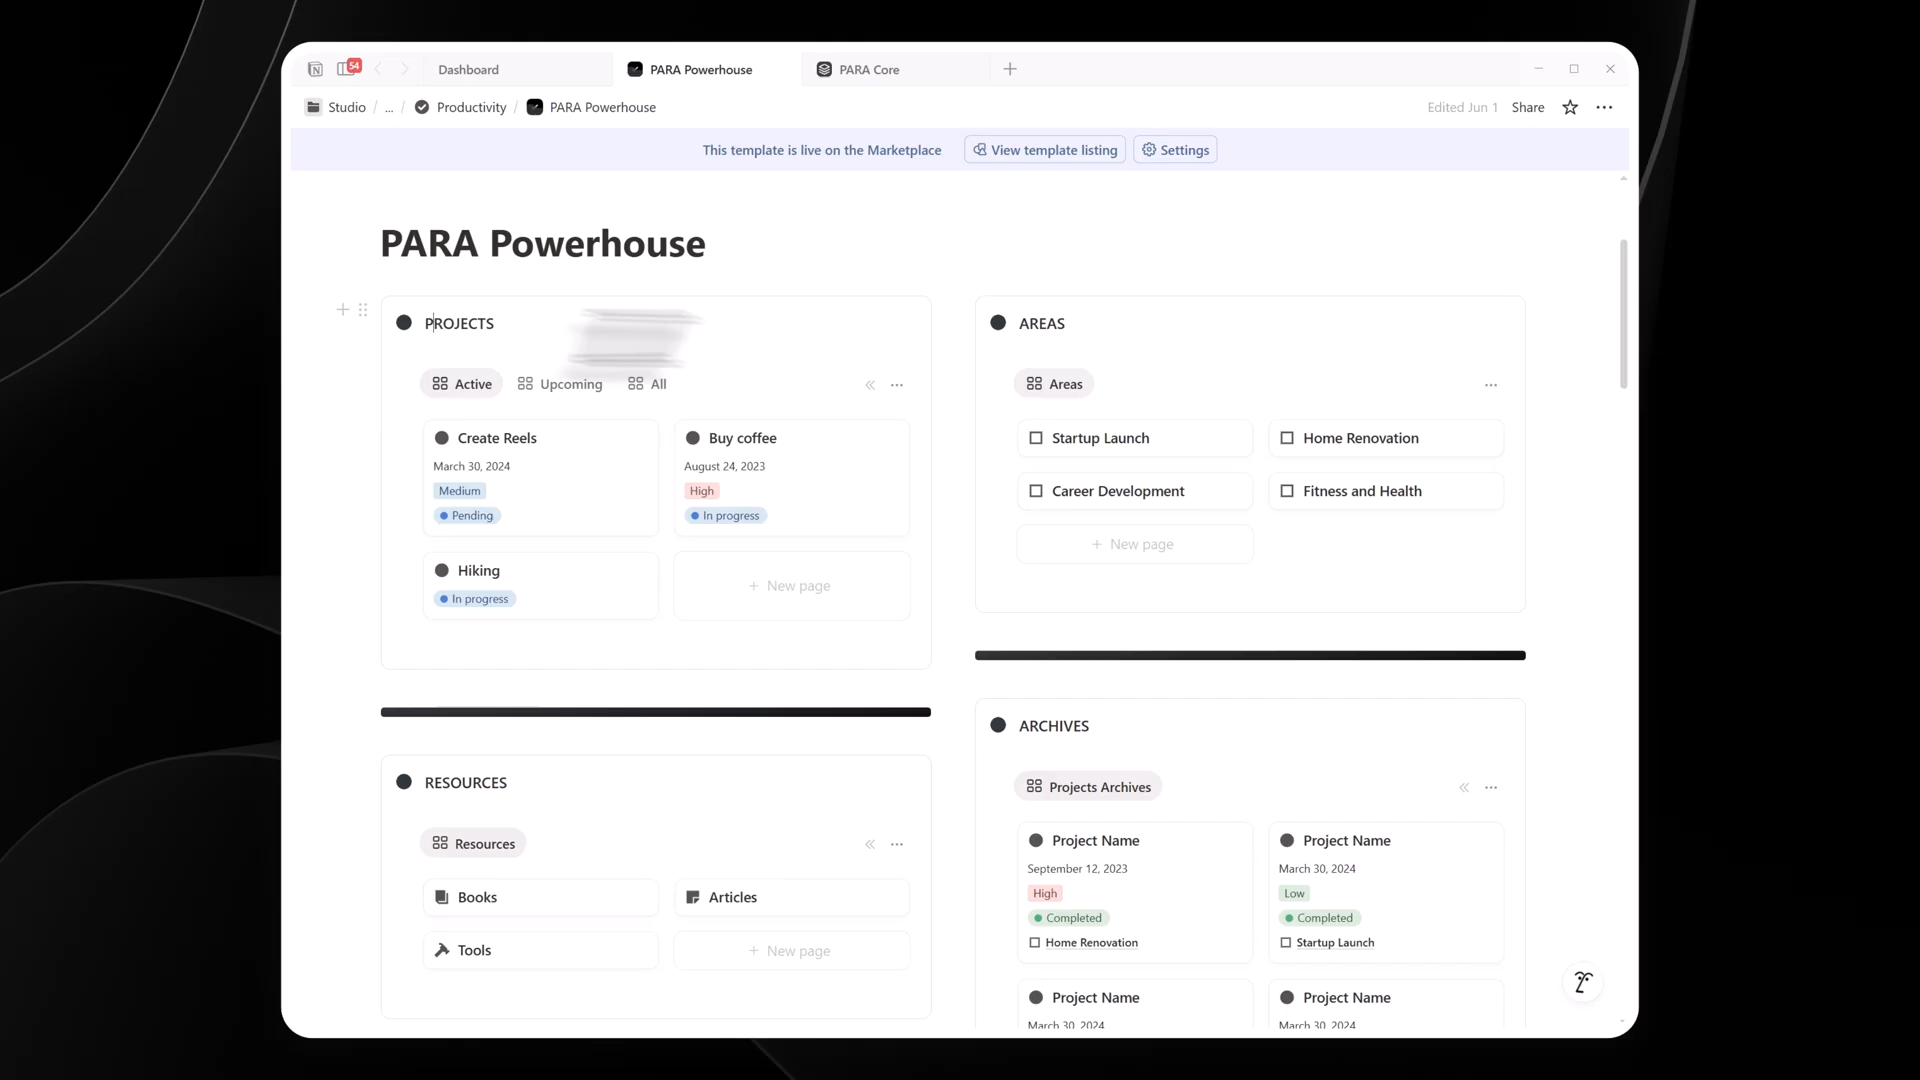 54
Dashboard
PARA Powerhouse
PARA Core
Studio / ... / Productivity / PARA Powerhouse
Edited Jun 1
Share
This template is live on the Marketplace
View template listing
Settings
PARA Powerhouse
PROJECTS
Active
Upcoming
All
Create Reels
March 30, 2024
Medium
Pending
Buy coffee
August 24, 2023
High
In progress
Hiking
In progress
+ New page
AREAS
Areas
Startup Launch
Home Renovation
Career Development
Fitness and Health
+ New page
RESOURCES
Resources
Books
Articles
Tools
+ New page
ARCHIVES
Projects Archives
Project Name
September 12, 2023
High
Completed
Home Renovation
Project Name
March 30, 2024
Low
Completed
Startup Launch
Project Name
March 30, 2024
Project Name
March 30, 2024